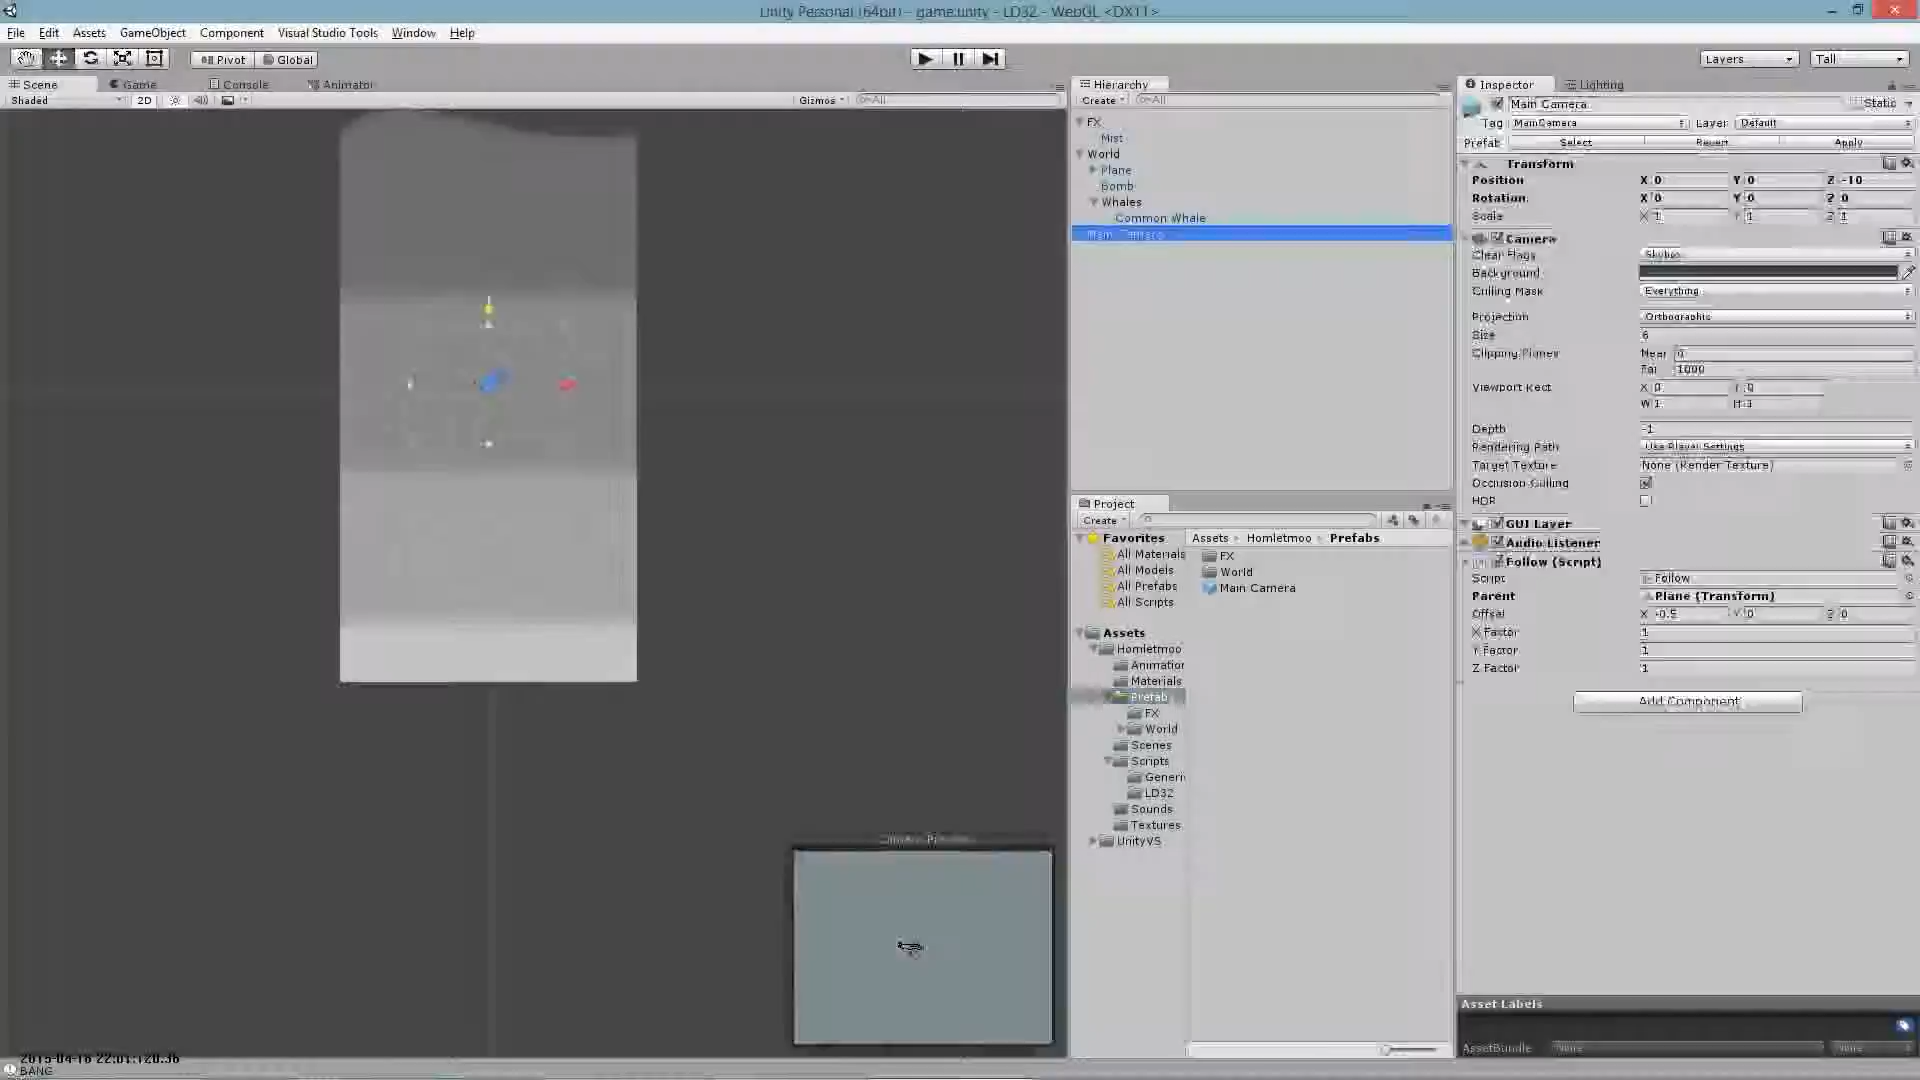 Unity Personal (64bit) - game.unity - LD32 - WebGL <DX11>
File Edit Assets GameObject Component Visual Studio Tools Window Help
Pivot Global
Layers Tall
Scene Game Console Animator
Shaded 2D Gizmos All
Hierarchy
Create All
FX
Mist
World
Plane
Bomb
Whales
Common Whale
Main Camera
Project
Create
Favorites
All Materials
All Models
All Prefabs
All Scripts
Assets
Homletmoo
Animation
Materials
Prefab
FX
World
Scenes
Scripts
Generi
LD32
Sounds
Textures
UnityVS
Assets Homletmoo Prefabs
FX
World
Main Camera
Inspector Lighting
Main Camera Static
Tag MainCamera Layer Default
Prefab Select Revert Apply
Transform
Position X 0 Y 0 Z -10
Rotation X 0 Y 0 Z 0
Scale X 1 Y 1 Z 1
Camera
Clear Flags Skybox
Background
Culling Mask Everything
Projection Orthographic
Size 6
Clipping Planes Near 0
Far 1000
Viewport Rect X 0 Y 0
W 1 H 1
Depth -1
Rendering Path Use Player Settings
Target Texture None (Render Texture)
Occlusion Culling
HDR
GUI Layer
Audio Listener
Follow (Script)
Script Follow
Parent Plane (Transform)
Offset X -0.5 Y 0 Z 0
X Factor 1
Y Factor 1
Z Factor 1
Add Component
Camera Preview
Asset Labels
AssetBundle None None
BANG